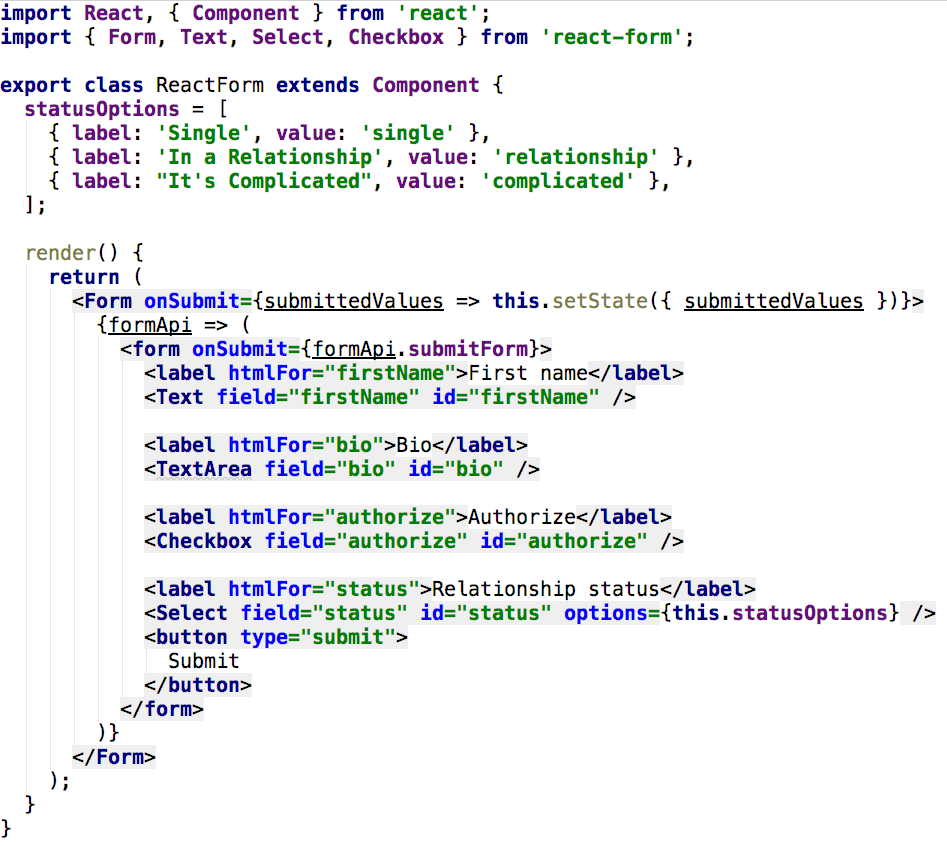 import React, { Component } from 'react';
import { Form, Text, Select, Checkbox } from 'react-form';

export class ReactForm extends Component {
  statusOptions = [
    { label: 'Single', value: 'single' },
    { label: 'In a Relationship', value: 'relationship' },
    { label: "It's Complicated", value: 'complicated' },
  ];

  render() {
    return (
      <Form onSubmit={submittedValues => this.setState({ submittedValues })}>
        {formApi => (
          <form onSubmit={formApi.submitForm}>
            <label htmlFor="firstName">First name</label>
            <Text field="firstName" id="firstName" />

            <label htmlFor="bio">Bio</label>
            <TextArea field="bio" id="bio" />

            <label htmlFor="authorize">Authorize</label>
            <Checkbox field="authorize" id="authorize" />

            <label htmlFor="status">Relationship status</label>
            <Select field="status" id="status" options={this.statusOptions} />
            <button type="submit">
              Submit
            </button>
          </form>
        )}
      </Form>
    );
  }
}